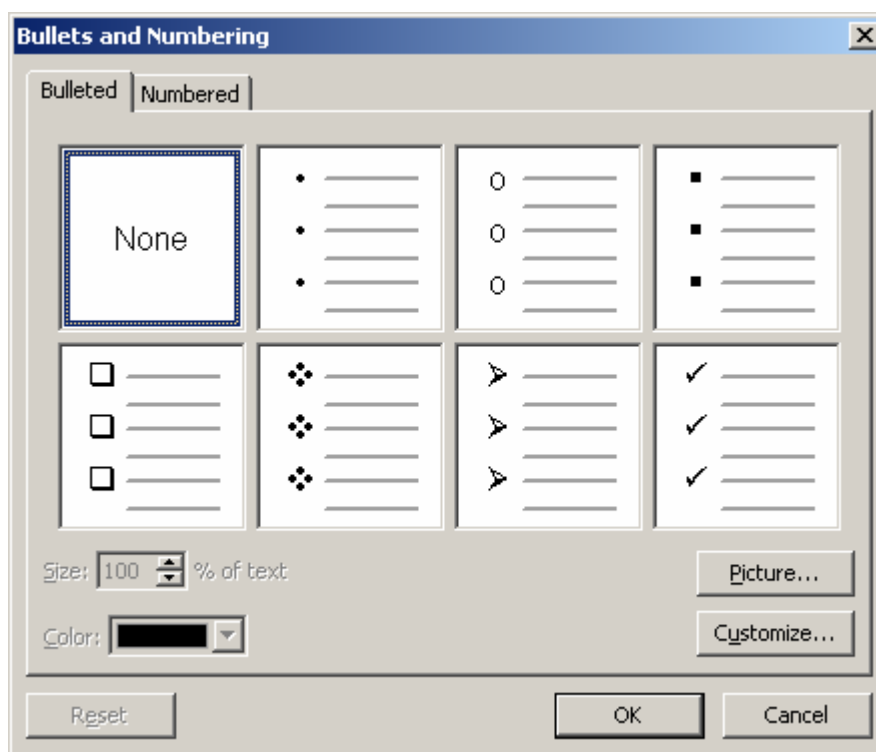 Bullets and Numbering
Bulleted Numbered
None
Size: 100 % of text
Picture...
Color:
Customize...
Reset OK Cancel